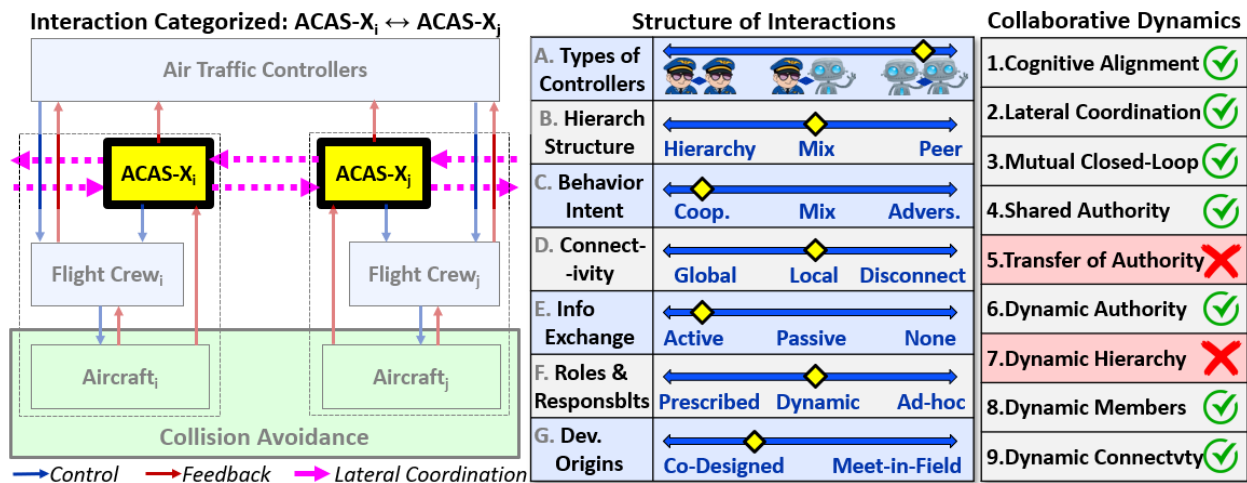 Interaction Categorized: ACAS-Xi ↔ ACAS-Xj
Air Traffic Controllers
ACAS-Xi
ACAS-Xj
Flight Crewi
Flight Crewj
Aircrafti
Aircraftj
Collision Avoidance
Control
Feedback
Lateral Coordination
Structure of Interactions
A. Types of
Controllers
B. Hierarch
Structure
Hierarchy Mix Peer
C. Behavior
Intent
Coop. Mix Advers.
D. Connect-
-ivity
Global Local Disconnect
E. Info
Exchange
Active Passive None
F. Roles &
Responsblts
Prescribed Dynamic Ad-hoc
G. Dev.
Origins
Co-Designed Meet-in-Field
Collaborative Dynamics
1.Cognitive Alignment
2.Lateral Coordination
3.Mutual Closed-Loop
4.Shared Authority
5.Transfer of Authority
6.Dynamic Authority
7.Dynamic Hierarchy
8.Dynamic Members
9.Dynamic Connectvty